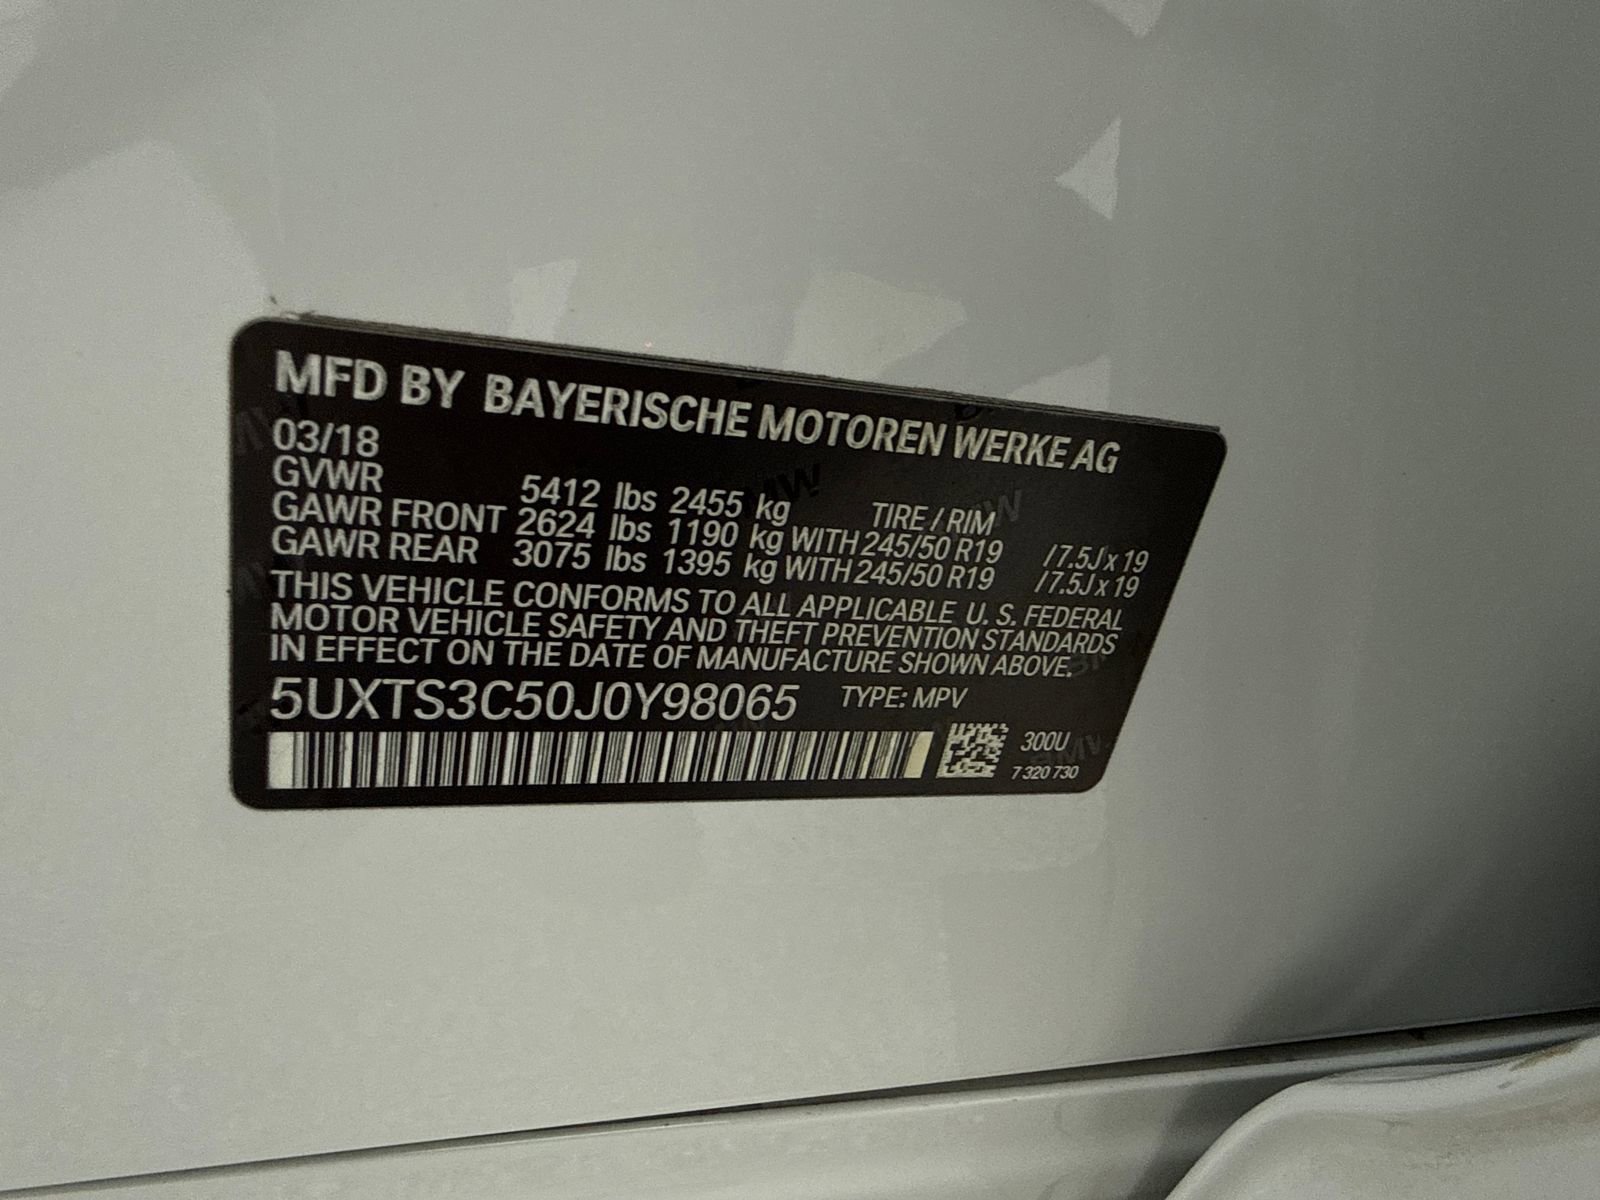 MFD BY BAYERISCHE MOTOREN WERKE AG
03/18
GVWR 5412 lbs 2455 kg TIRE / RIM
GAWR FRONT 2624 lbs 1190 kg WITH 245/50 R19 / 7.5J x 19
GAWR REAR 3075 lbs 1395 kg WITH 245/50 R19 / 7.5J x 19
THIS VEHICLE CONFORMS TO ALL APPLICABLE U. S. FEDERAL
MOTOR VEHICLE SAFETY AND THEFT PREVENTION STANDARDS
IN EFFECT ON THE DATE OF MANUFACTURE SHOWN ABOVE.
5UXTS3C50J0Y98065 TYPE: MPV
300U
7 320 730